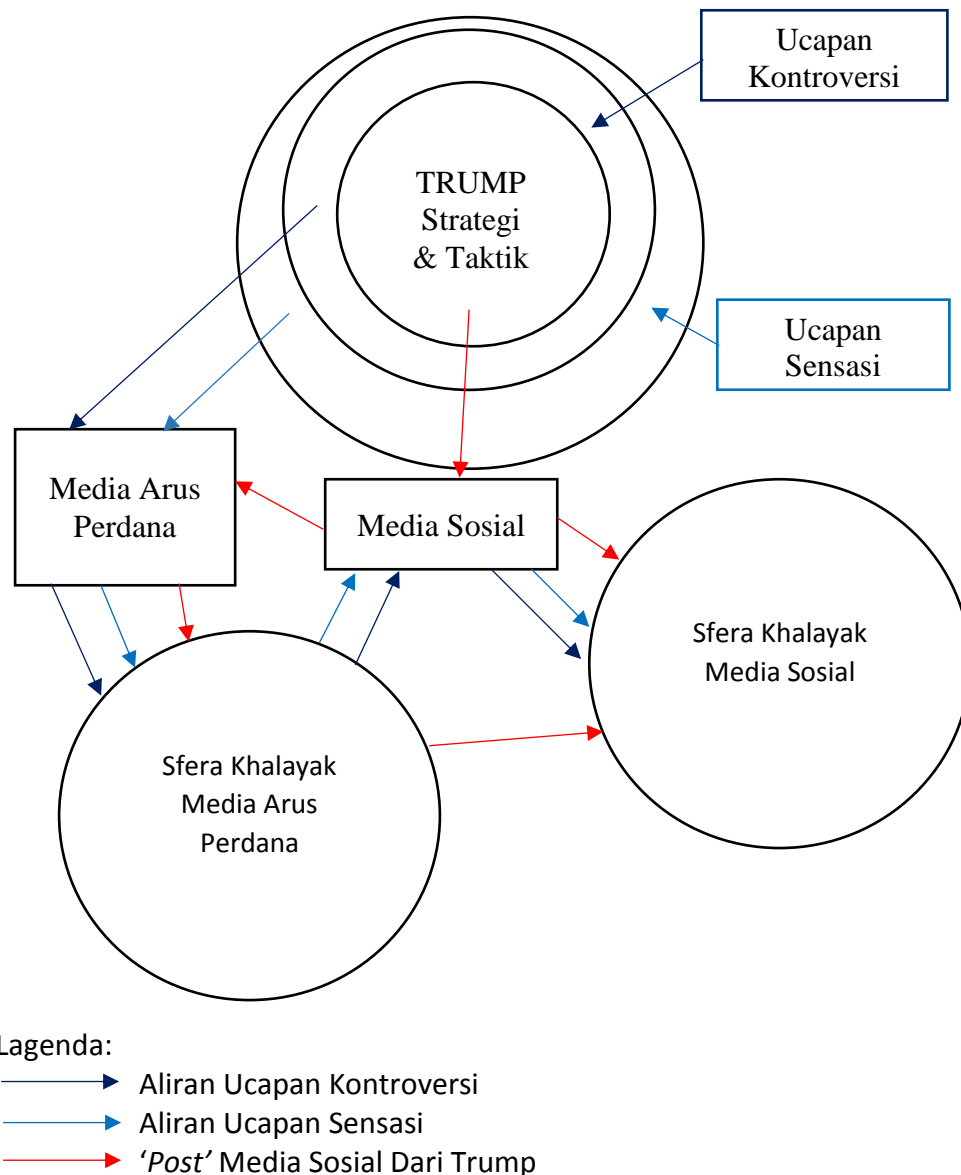 Ucapan
Kontroversi
TRUMP
Strategi
& Taktik
Ucapan
Sensasi
Media Arus
Perdana
Media Sosial
Sfera Khalayak
Media Sosial
Sfera Khalayak
Media Arus
Perdana
Lagenda:
Aliran Ucapan Kontroversi
Aliran Ucapan Sensasi
‘Post’ Media Sosial Dari Trump